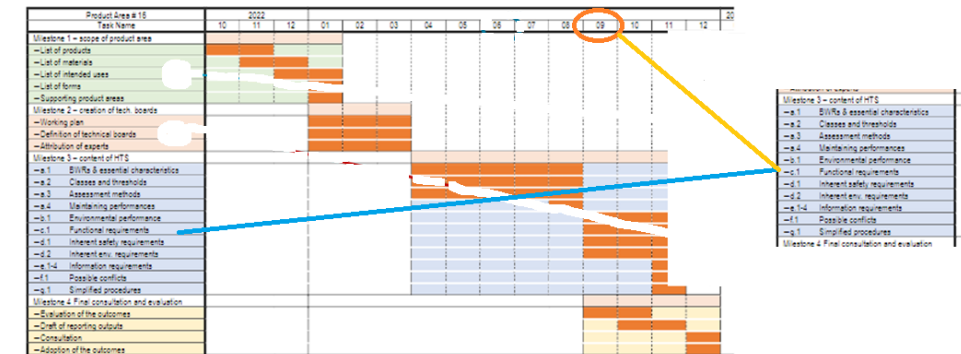 Product Area # 16 2022 20
Task Name 10 11 12 01 02 03 04 05 06 07 08 09 10 11 12
Milestone 1 – scope of product area
—List of products
—List of materials
—List of intended uses
—List of forms
—Supporting product areas
Milestone 2 – creation of tech. boards
—Working plan
—Definition of technical boards
—Attribution of experts
Milestone 3 – content of HTS
—a.1 BWRs & essential characteristics
—a.2 Classes and thresholds
—a.3 Assessment methods
—a.4 Maintaining performances
—b.1 Environmental performance
—c.1 Functional requirements
—d.1 Inherent safety requirements
—d.2 Inherent env. requirements
—e.1-4 Information requirements
—f.1 Possible conflicts
—g.1 Simplified procedures
Milestone 4 Final consultation and evaluation
—Evaluation of the outcomes
—Draft of reporting outputs
—Consultation
—Adoption of the outcomes
Milestone 3 – content of HTS
—a.1 BWRs & essential characteristics
—a.2 Classes and thresholds
—a.3 Assessment methods
—a.4 Maintaining performances
—b.1 Environmental performance
—c.1 Functional requirements
—d.1 Inherent safety requirements
—d.2 Inherent env. requirements
—e.1-4 Information requirements
—f.1 Possible conflicts
—g.1 Simplified procedures
Milestone 4 Final consultation and evaluation